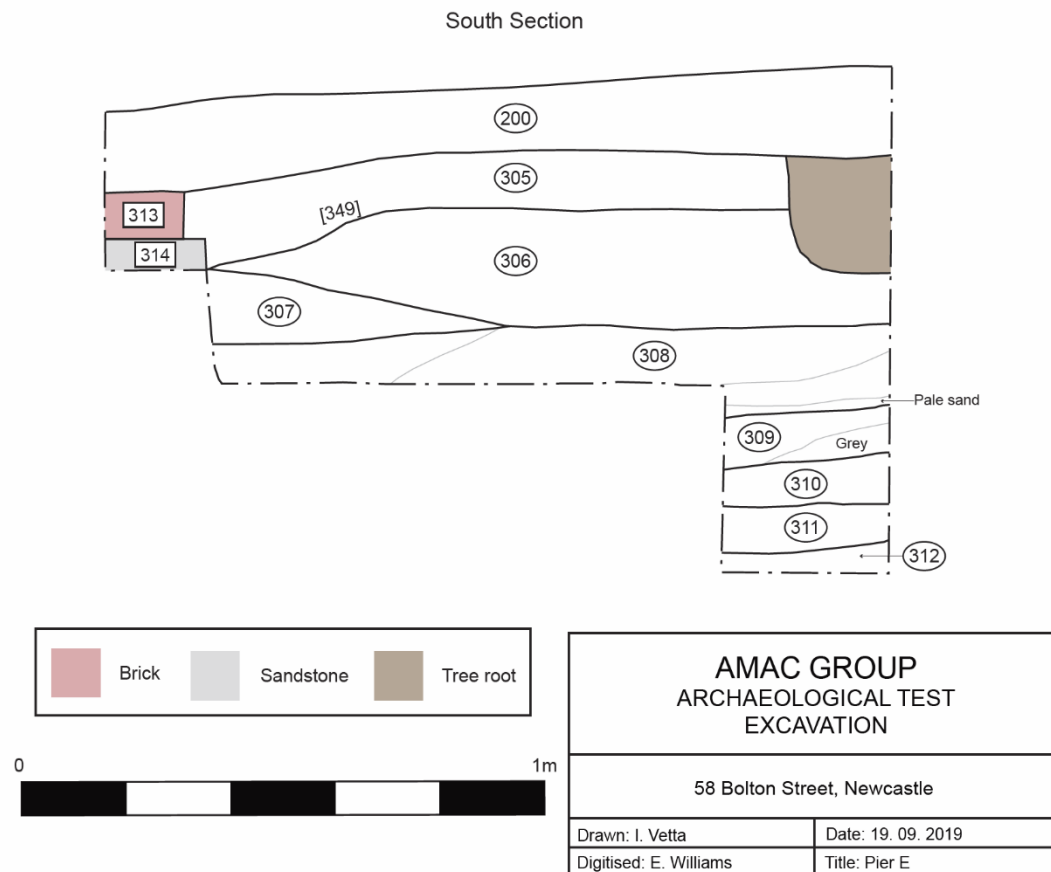 South Section
200
305
313
[349]
314
306
307
308
Pale sand
309
Grey
310
311
312
Brick
Sandstone
Tree root
0
1m
AMAC GROUP
ARCHAEOLOGICAL TEST
EXCAVATION
58 Bolton Street, Newcastle
Drawn: I. Vetta
Date: 19. 09. 2019
Digitised: E. Williams
Title: Pier E